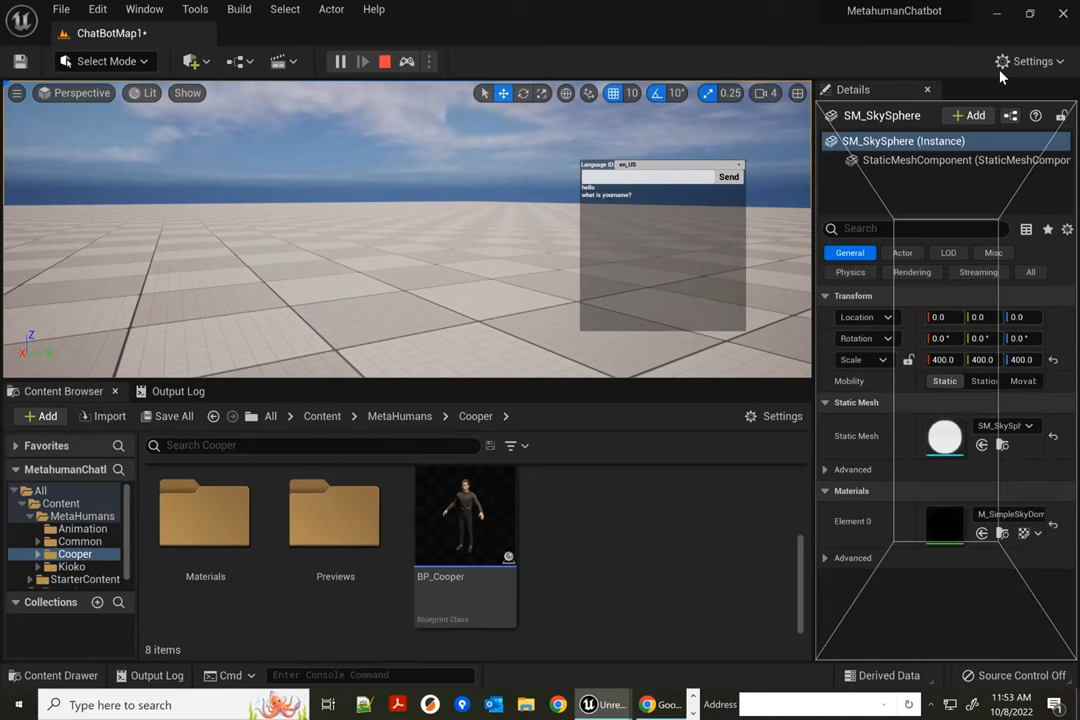 File Edit Window Tools Build Select Actor Help
MetahumanChatbot
ChatBotMap1*
Select Mode
Settings
Perspective Lit Show
10 10° 0.25 4
Language ID: en_US
Send
hello
what is yourname?
Z
X Y
Details
SM_SkySphere
+ Add
SM_SkySphere (Instance)
StaticMeshComponent (StaticMeshCompor
Search
General Actor LOD Misc
Physics Rendering Streaming All
Transform
Location 0.0 0.0 0.0
Rotation 0.0° 0.0° 0.0°
Scale 400.0 400.0 400.0
Mobility Static Station Movat
Static Mesh
Static Mesh SM_SkySph
Advanced
Materials
Element 0 M_SimpleSkyDom
Advanced
Content Browser Output Log
+ Add Import Save All All Content MetaHumans Cooper Settings
Favorites
Search Cooper
MetahumanChatl
All
Content
MetaHumans
Animation
Common
Cooper
Kioko
StarterContent
Collections
Materials
Previews
BP_Cooper
Blueprint Class
8 items
Content Drawer Output Log Cmd Enter Console Command Derived Data Source Control Off
Type here to search
Unre...
Goo...
Address
11:53 AM
10/8/2022